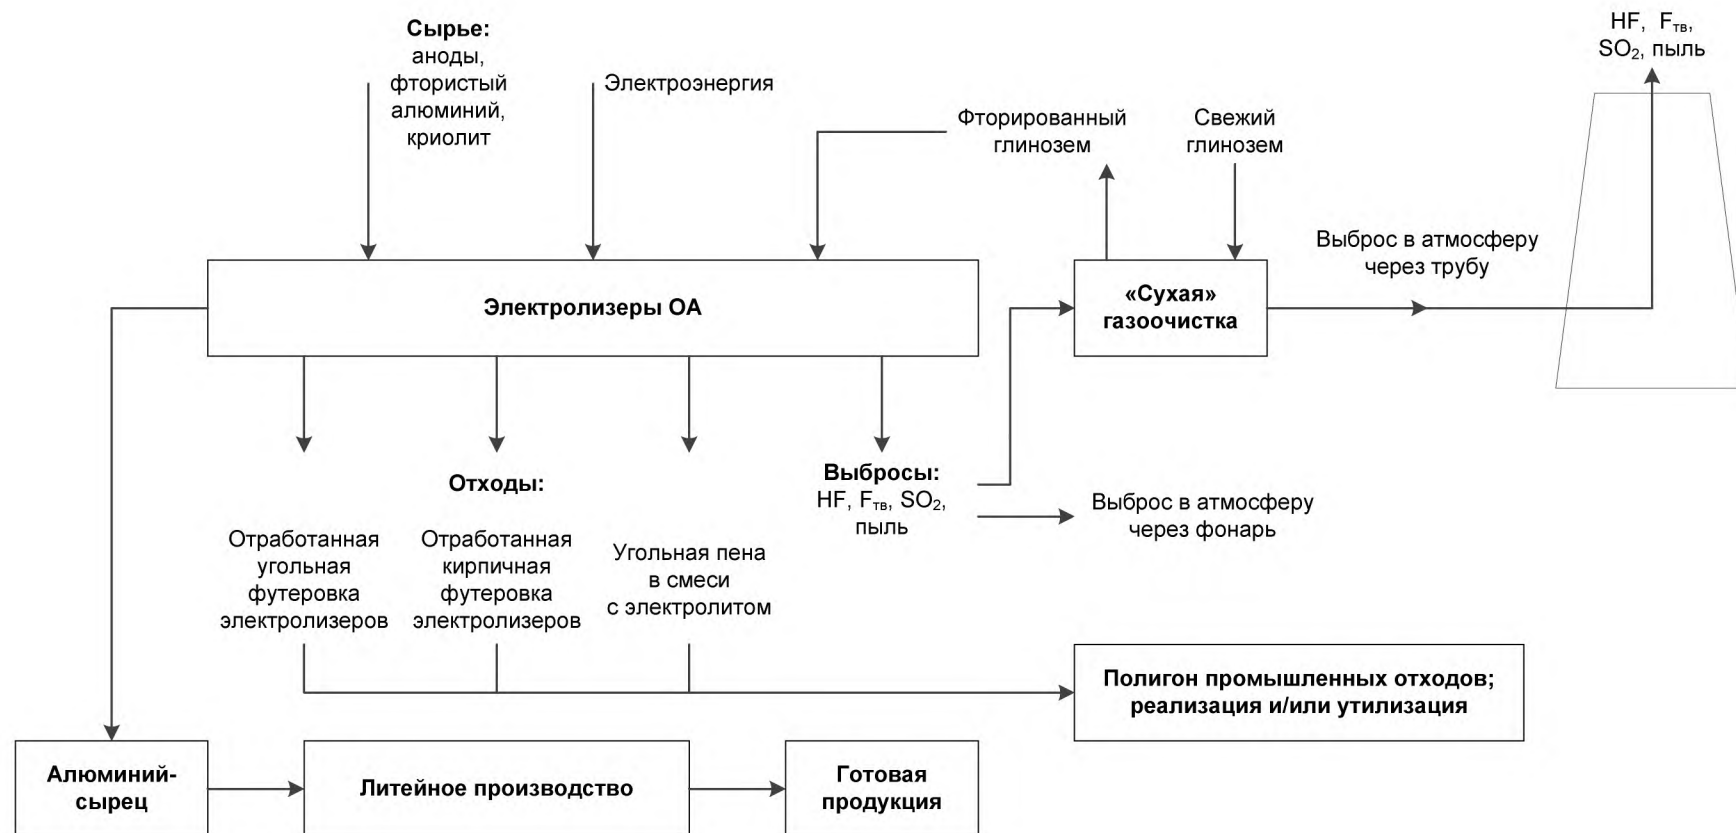 Сырье:
аноды,
фтористый
алюминий,
криолит
Электроэнергия
Фторированный
глинозем
Свежий
глинозем
HF, Fтв,
SO₂, пыль
Выброс в атмосферу
через трубу
Электролизеры ОА
«Сухая»
газоочистка
Отходы:
Выбросы:
HF, Fтв, SO₂,
пыль
Выброс в атмосферу
через фонарь
Отработанная
угольная
футеровка
электролизеров
Отработанная
кирпичная
футеровка
электролизеров
Угольная пена
в смеси
с электролитом
Полигон промышленных отходов;
реализация и/или утилизация
Алюминий-
сырец
Литейное производство
Готовая
продукция